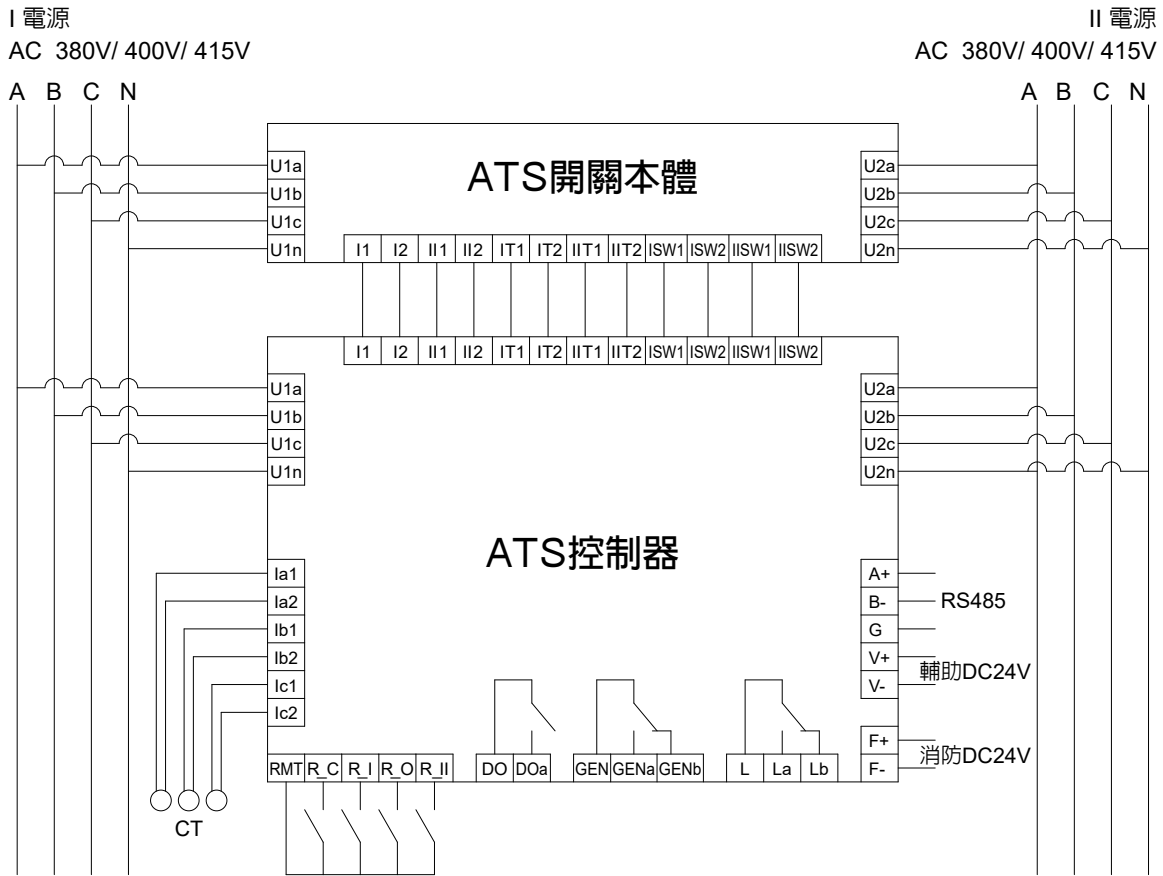 I 電源
II 電源
AC 380V/ 400V/ 415V
AC 380V/ 400V/ 415V
A B C N
A B C N
ATS開關本體
U1a
U1b
U1c
U1n
U2a
U2b
U2c
U2n
I1 I2 II1 II2 IT1 IT2 IIT1 IIT2 ISW1 ISW2 IISW1 IISW2
I1 I2 II1 II2 IT1 IT2 IIT1 IIT2 ISW1 ISW2 IISW1 IISW2
U1a
U1b
U1c
U1n
U2a
U2b
U2c
U2n
ATS控制器
Ia1
Ia2
Ib1
Ib2
Ic1
Ic2
A+
B-
G
V+
V-
F+
F-
RS485
輔助DC24V
消防DC24V
RMT R_C R_I R_O R_II DO DOa GEN GENa GENb L La Lb
CT